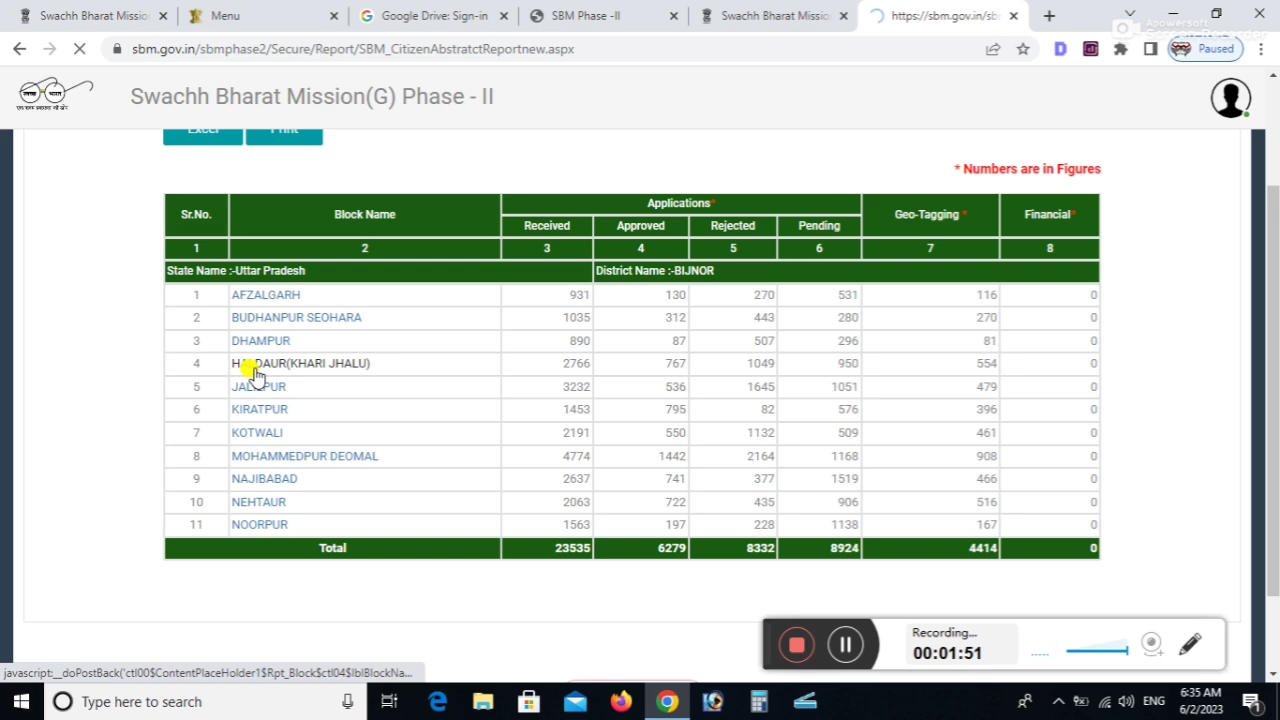 Swachh Bharat Missio
Menu
Google Drive: Sign-in
SBM Phase -II
Swachh Bharat Missio
https://sbm.gov.in/sb
sbm.gov.in/sbmphase2/Secure/Report/SBM_CitizenAbstratctReportnew.aspx
Paused
Apowersoft
Swachh Bharat Mission(G) Phase - II
Excel Print
* Numbers are in Figures
Sr.No. Block Name Applications* Geo-Tagging * Financial*
Received Approved Rejected Pending
1 2 3 4 5 6 7 8
State Name :-Uttar Pradesh District Name :-BIJNOR
1 AFZALGARH 931 130 270 531 116 0
2 BUDHANPUR SEOHARA 1035 312 443 280 270 0
3 DHAMPUR 890 87 507 296 81 0
4 HALDAUR(KHARI JHALU) 2766 767 1049 950 554 0
5 JALILPUR 3232 536 1645 1051 479 0
6 KIRATPUR 1453 795 82 576 396 0
7 KOTWALI 2191 550 1132 509 461 0
8 MOHAMMEDPUR DEOMAL 4774 1442 2164 1168 908 0
9 NAJIBABAD 2637 741 377 1519 466 0
10 NEHTAUR 2063 722 435 906 516 0
11 NOORPUR 1563 197 228 1138 167 0
Total 23535 6279 8332 8924 4414 0
Recording...
00:01:51
javascript:__doPostBack('ctl00$ContentPlaceHolder1$Rpt_Block$ctl04$lblBlockNa...
Type here to search
ENG
6:35 AM
6/2/2023
1